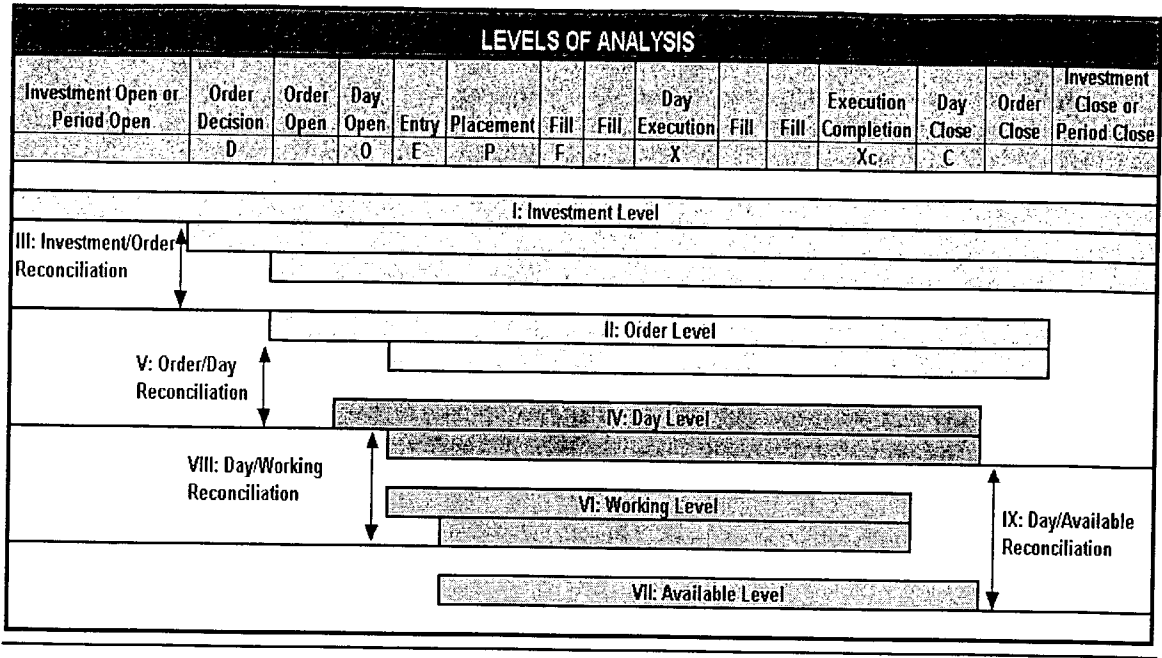 LEVELS OF ANALYSIS
Investment Open or Period Open Order Decision Order Open Day Open Entry Placement Fill Fill Day Execution Fill Fill Execution Completion Day Close Order Close Investment Close or Period Close
D O E P F X Xc C
I: Investment Level
III: Investment/Order
Reconciliation
II: Order Level
V: Order/Day
Reconciliation
IV: Day Level
VIII: Day/Working
Reconciliation
VI: Working Level
IX: Day/Available
Reconciliation
VII: Available Level